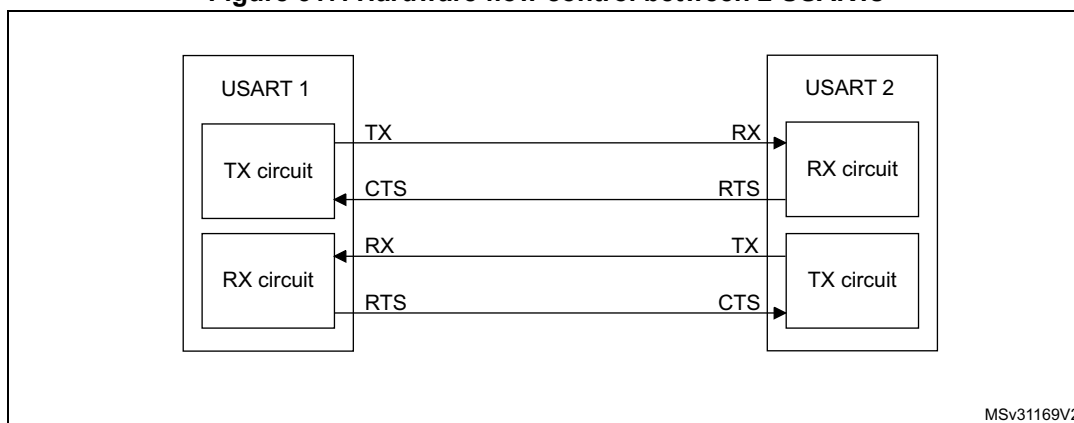 USART 1
USART 2
TX circuit
TX
RX
RX circuit
CTS
RTS
RX circuit
RX
TX
TX circuit
RTS
CTS
MSv31169V2